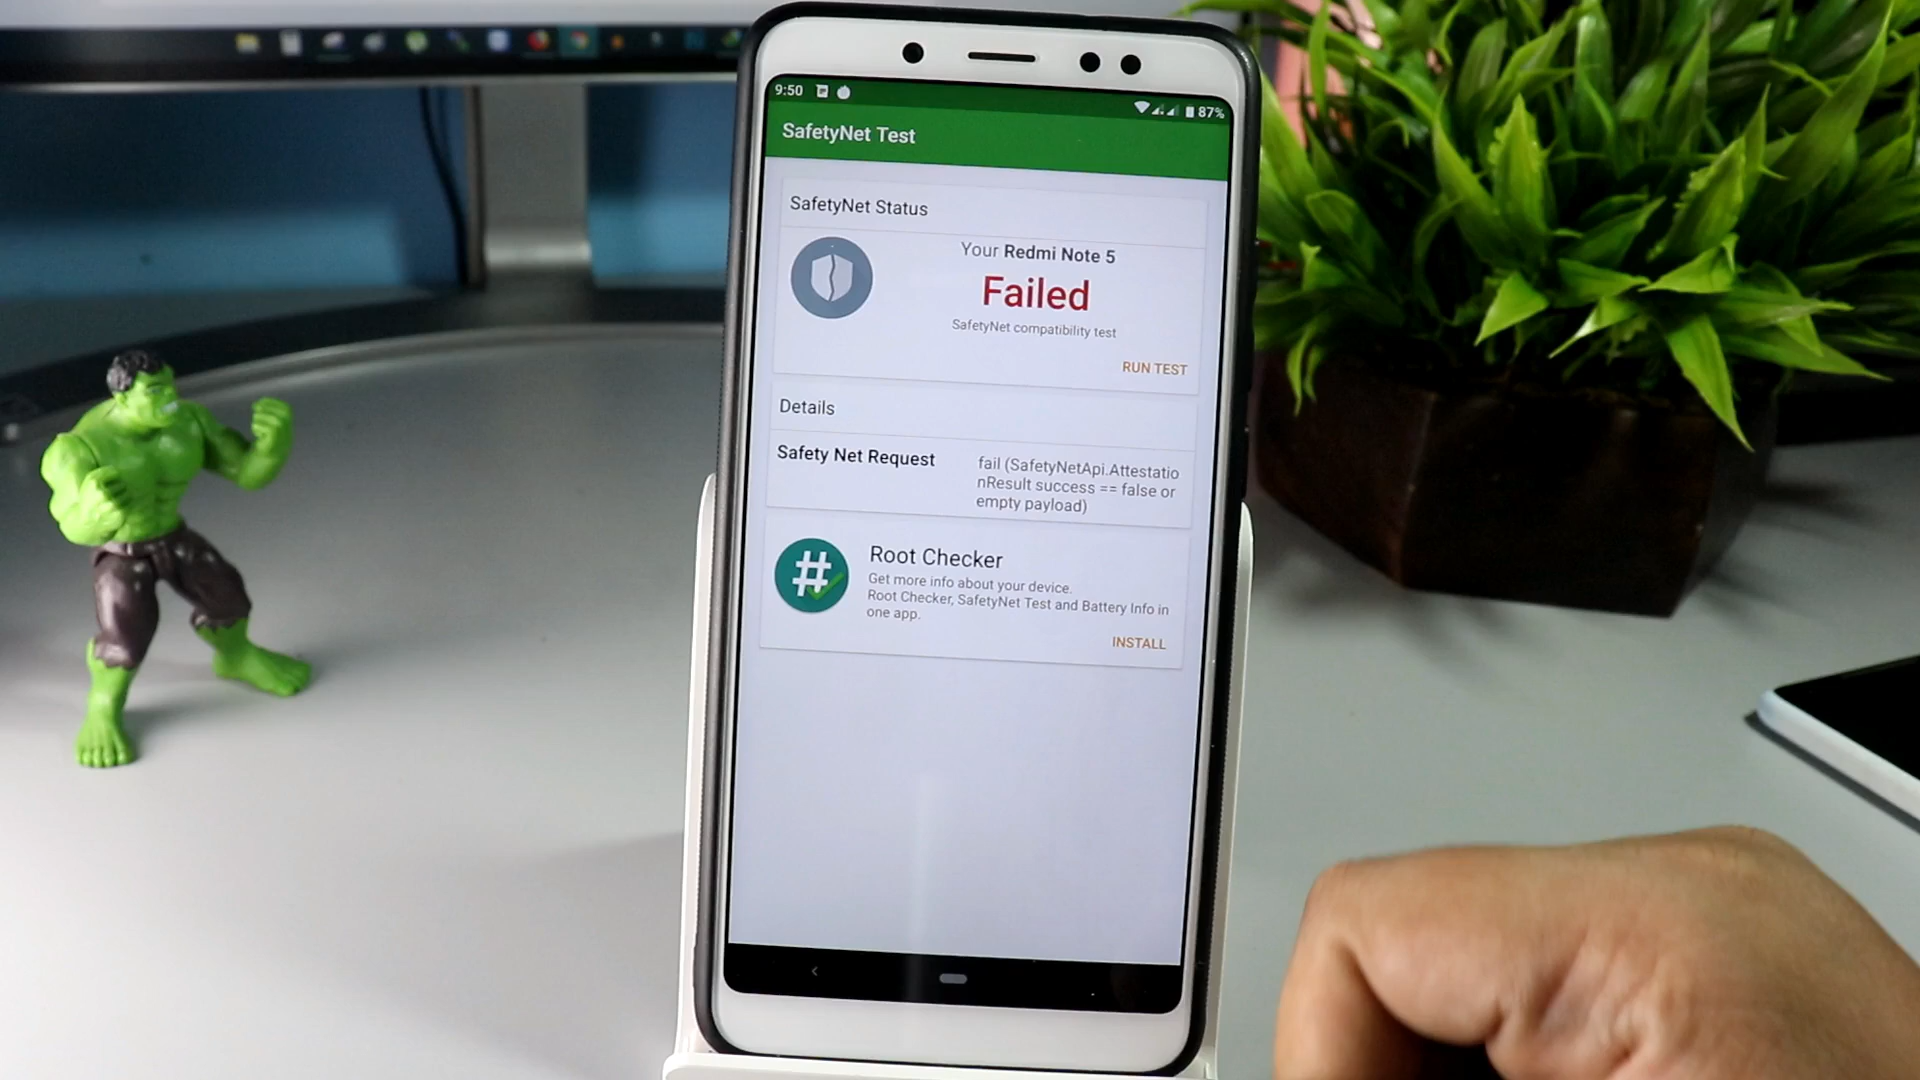 9:50
87%
SafetyNet Test
SafetyNet Status
Your Redmi Note 5
Failed
SafetyNet compatibility test
RUN TEST
Details
Safety Net Request
fail (SafetyNetApi.Attestatio
nResult success == false or
empty payload)
Root Checker
Get more info about your device.
Root Checker, SafetyNet Test and Battery Info in
one app.
INSTALL